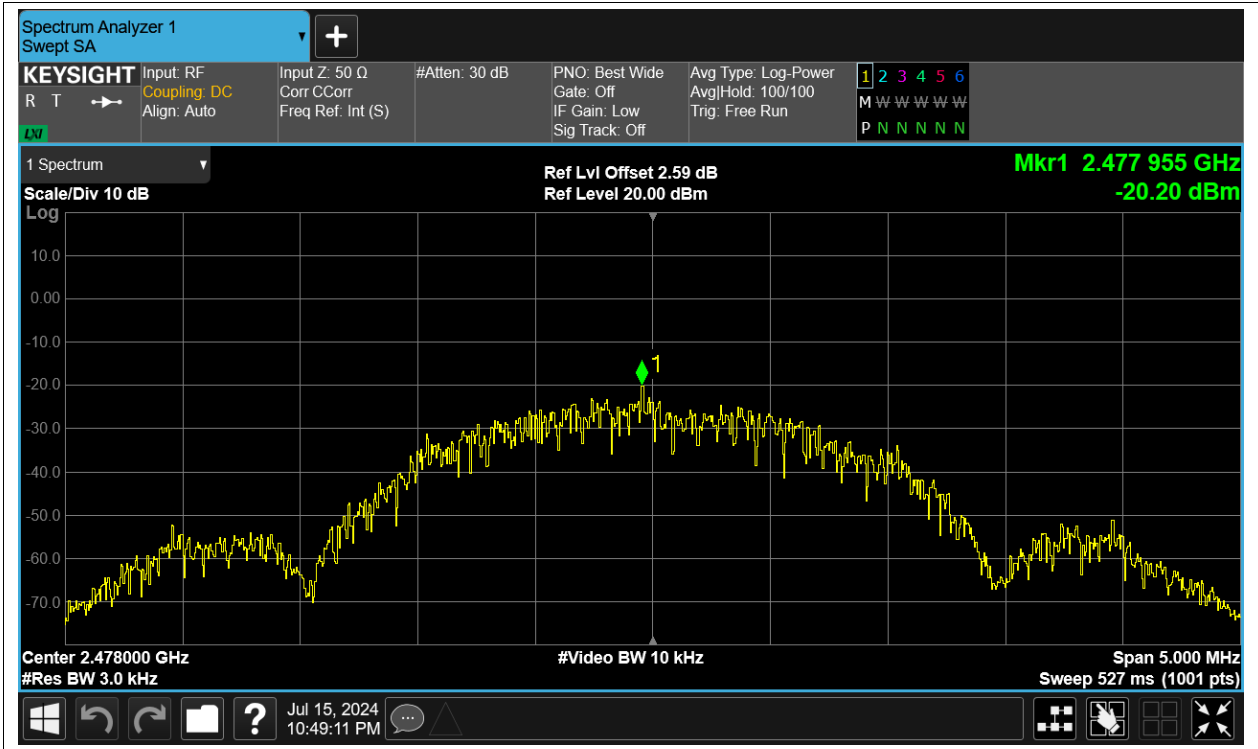 Spectrum Analyzer 1
Swept SA
+
KEYSIGHT
R T
LXI
Input: RF
Coupling: DC
Align: Auto
Input Z: 50 Ω
Corr CCorr
Freq Ref: Int (S)
#Atten: 30 dB
PNO: Best Wide
Gate: Off
IF Gain: Low
Sig Track: Off
Avg Type: Log-Power
Avg|Hold: 100/100
Trig: Free Run
1 2 3 4 5 6
M W W W W W
P N N N N N
1 Spectrum
Scale/Div 10 dB
Log
Ref Lvl Offset 2.59 dB
Ref Level 20.00 dBm
Mkr1 2.477 955 GHz
-20.20 dBm
10.0
0.00
-10.0
-20.0
-30.0
-40.0
-50.0
-60.0
-70.0
1
Center 2.478000 GHz
#Res BW 3.0 kHz
#Video BW 10 kHz
Span 5.000 MHz
Sweep 527 ms (1001 pts)
?
Jul 15, 2024
10:49:11 PM